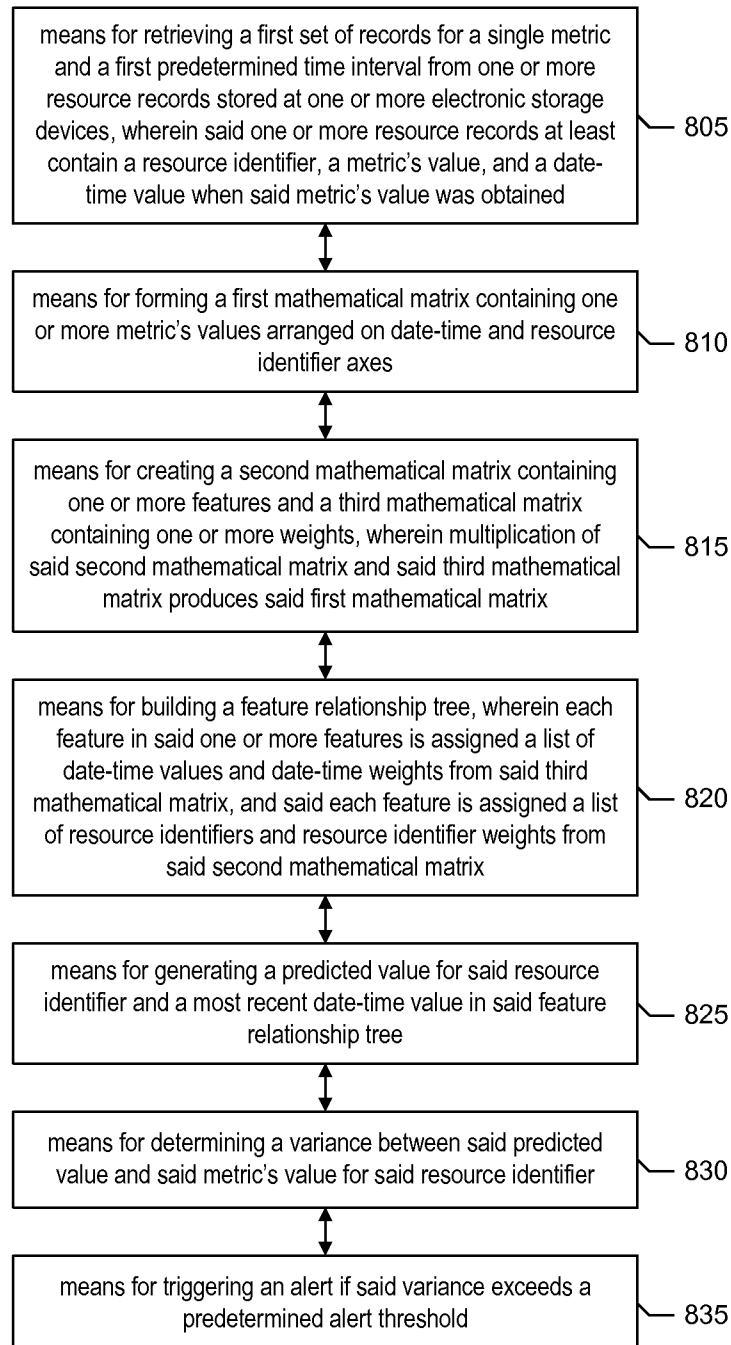 means for retrieving a first set of records for a single metric
and a first predetermined time interval from one or more
resource records stored at one or more electronic storage
devices, wherein said one or more resource records at least
contain a resource identifier, a metric's value, and a date-
time value when said metric's value was obtained
805
means for forming a first mathematical matrix containing one
or more metric's values arranged on date-time and resource
identifier axes
810
means for creating a second mathematical matrix containing
one or more features and a third mathematical matrix
containing one or more weights, wherein multiplication of
said second mathematical matrix and said third mathematical
matrix produces said first mathematical matrix
815
means for building a feature relationship tree, wherein each
feature in said one or more features is assigned a list of
date-time values and date-time weights from said third
mathematical matrix, and said each feature is assigned a list
of resource identifiers and resource identifier weights from
said second mathematical matrix
820
means for generating a predicted value for said resource
identifier and a most recent date-time value in said feature
relationship tree
825
means for determining a variance between said predicted
value and said metric's value for said resource identifier
830
means for triggering an alert if said variance exceeds a
predetermined alert threshold
835